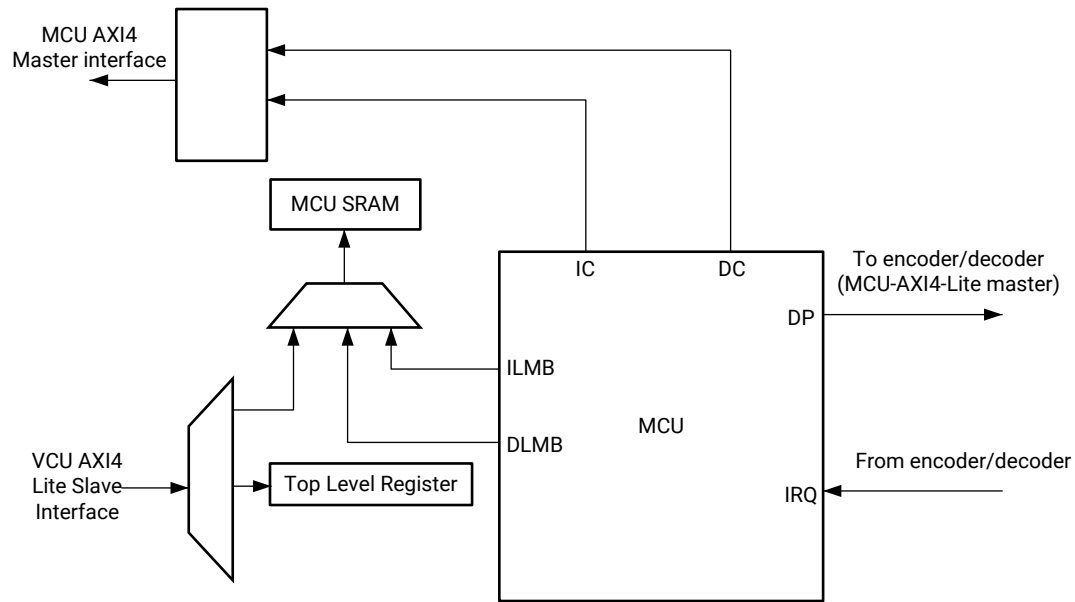 MCU AXI4
Master interface
MCU SRAM
IC
DC
To encoder/decoder
(MCU-AXI4-Lite master)
DP
ILMB
MCU
DLMB
VCU AXI4
Lite Slave
Interface
Top Level Register
From encoder/decoder
IRQ